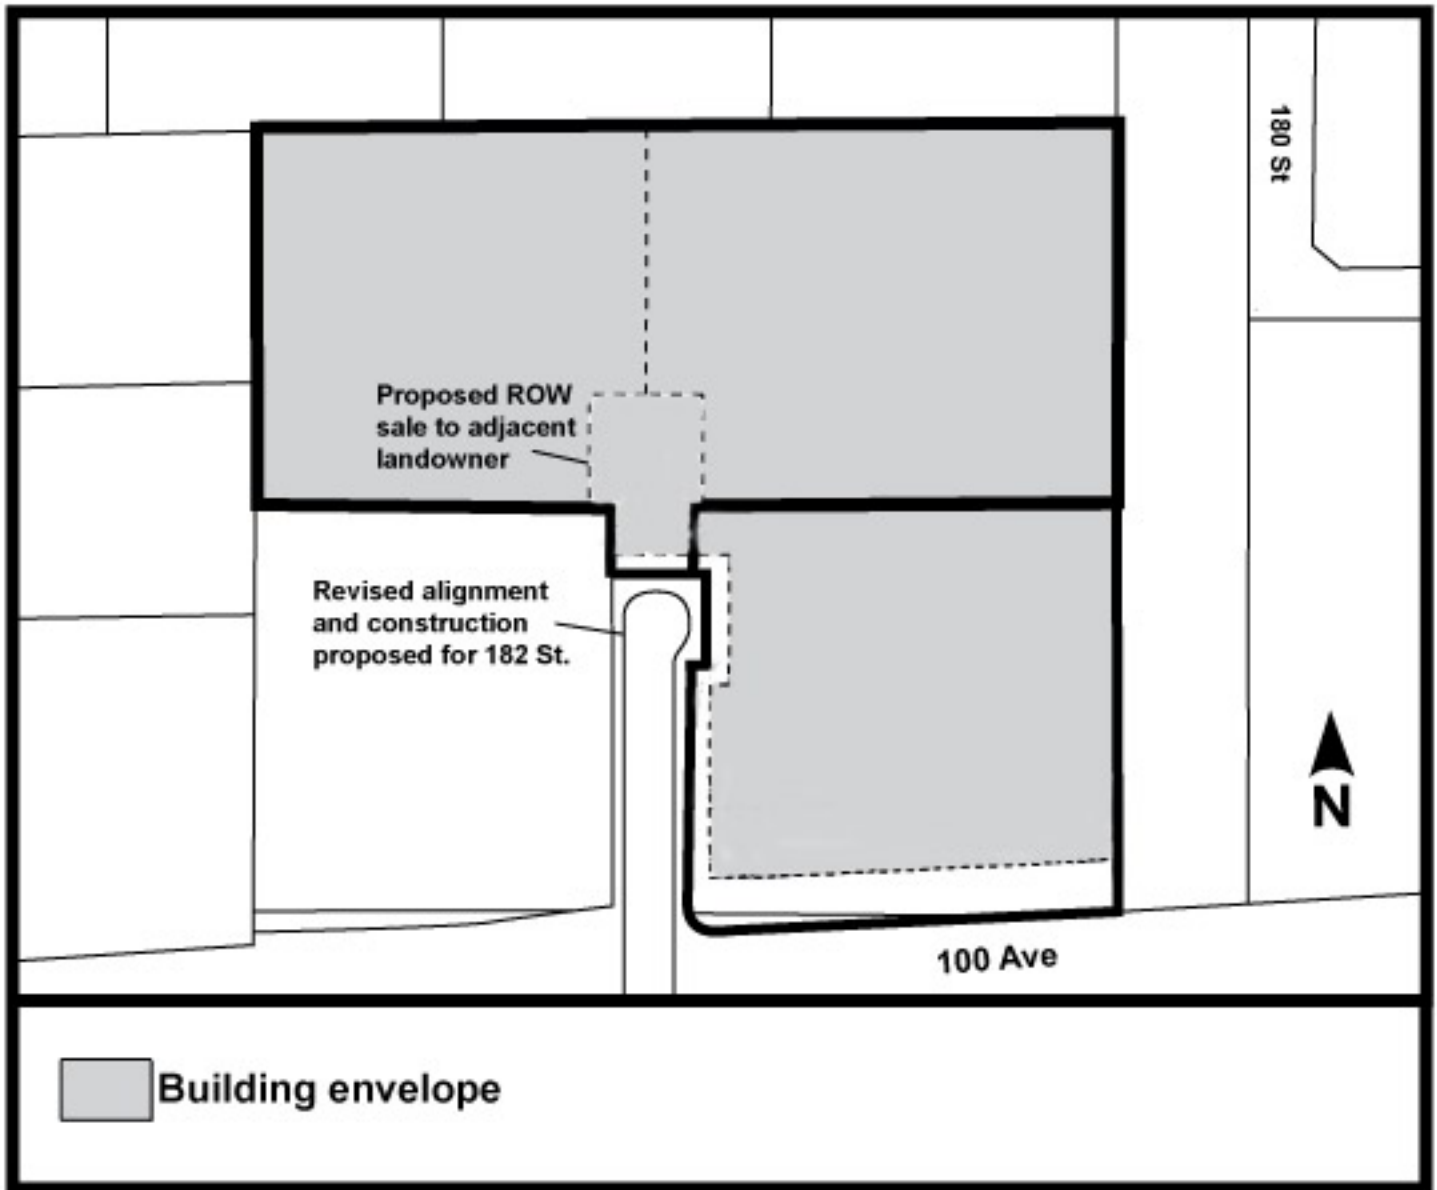 180 St
Proposed ROW
sale to adjacent
landowner
Revised alignment
and construction
proposed for 182 St.
N
100 Ave
Building envelope